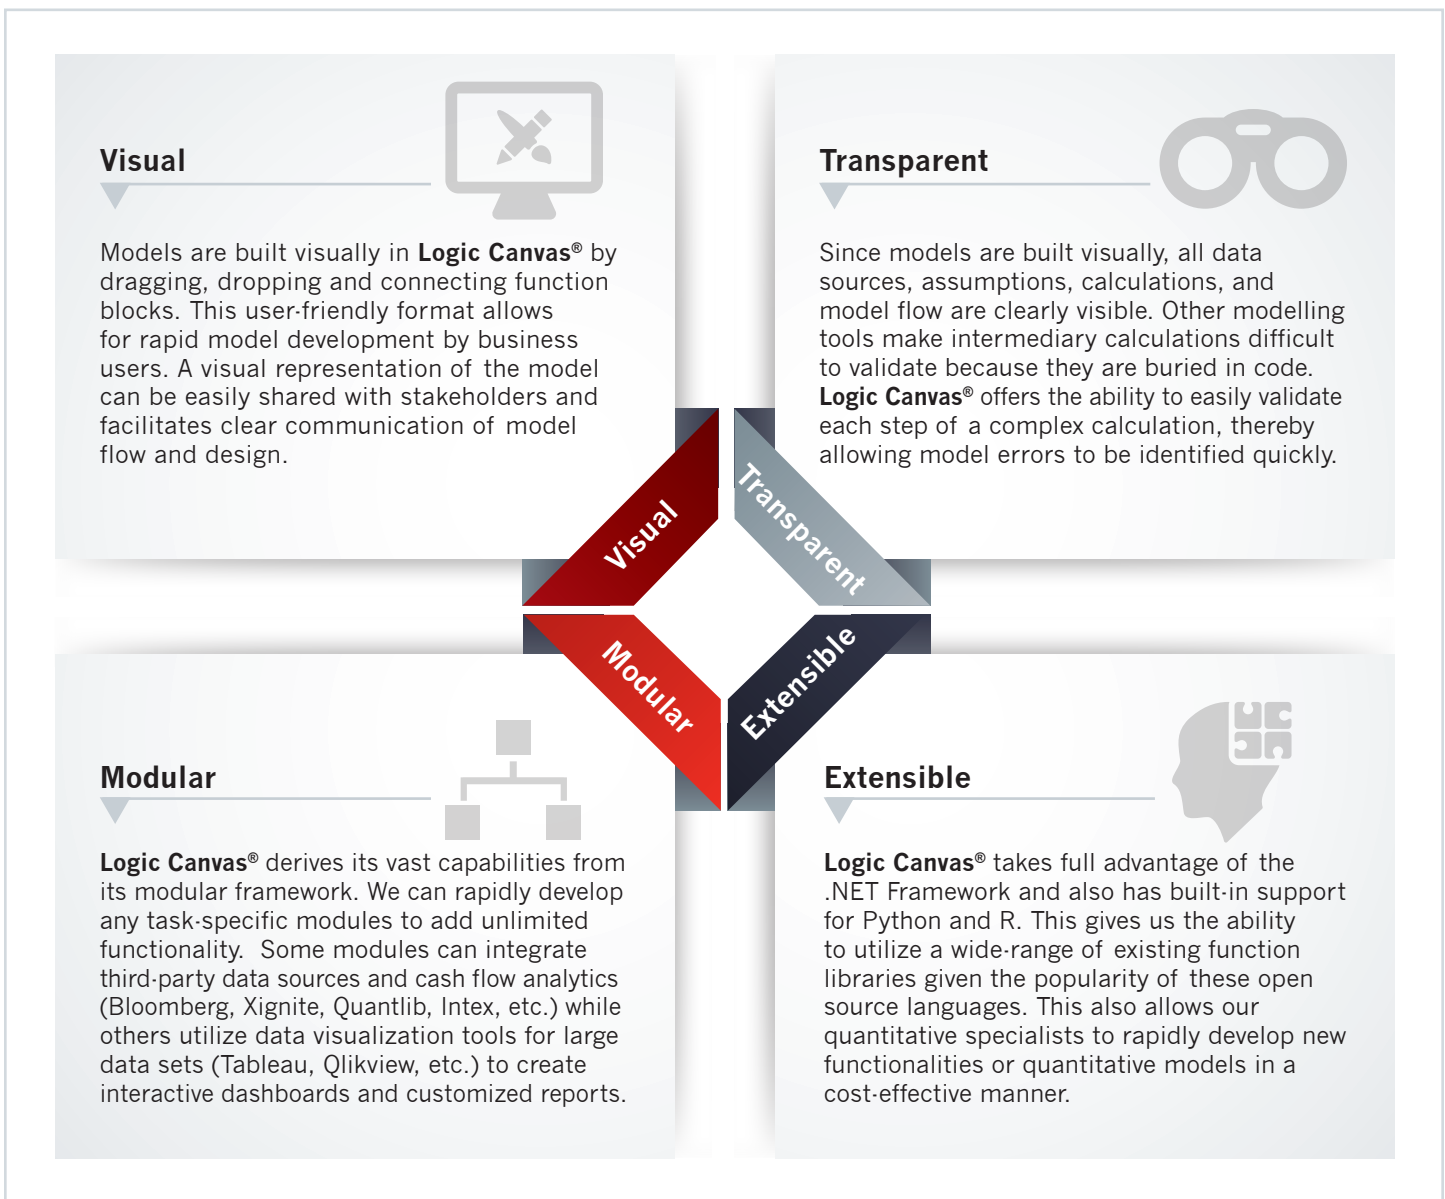 Visual
Models are built visually in Logic Canvas® by
dragging, dropping and connecting function
blocks. This user-friendly format allows
for rapid model development by business
users. A visual representation of the model
can be easily shared with stakeholders and
facilitates clear communication of model
flow and design.
Transparent
Since models are built visually, all data
sources, assumptions, calculations, and
model flow are clearly visible. Other modelling
tools make intermediary calculations difficult
to validate because they are buried in code.
Logic Canvas® offers the ability to easily validate
each step of a complex calculation, thereby
allowing model errors to be identified quickly.
Visual
Transparent
Modular
Extensible
Modular
Logic Canvas® derives its vast capabilities from
its modular framework. We can rapidly develop
any task-specific modules to add unlimited
functionality.  Some modules can integrate
third-party data sources and cash flow analytics
(Bloomberg, Xignite, Quantlib, Intex, etc.) while
others utilize data visualization tools for large
data sets (Tableau, Qlikview, etc.) to create
interactive dashboards and customized reports.
Extensible
Logic Canvas® takes full advantage of the
.NET Framework and also has built-in support
for Python and R. This gives us the ability
to utilize a wide-range of existing function
libraries given the popularity of these open
source languages. This also allows our
quantitative specialists to rapidly develop new
functionalities or quantitative models in a
cost-effective manner.